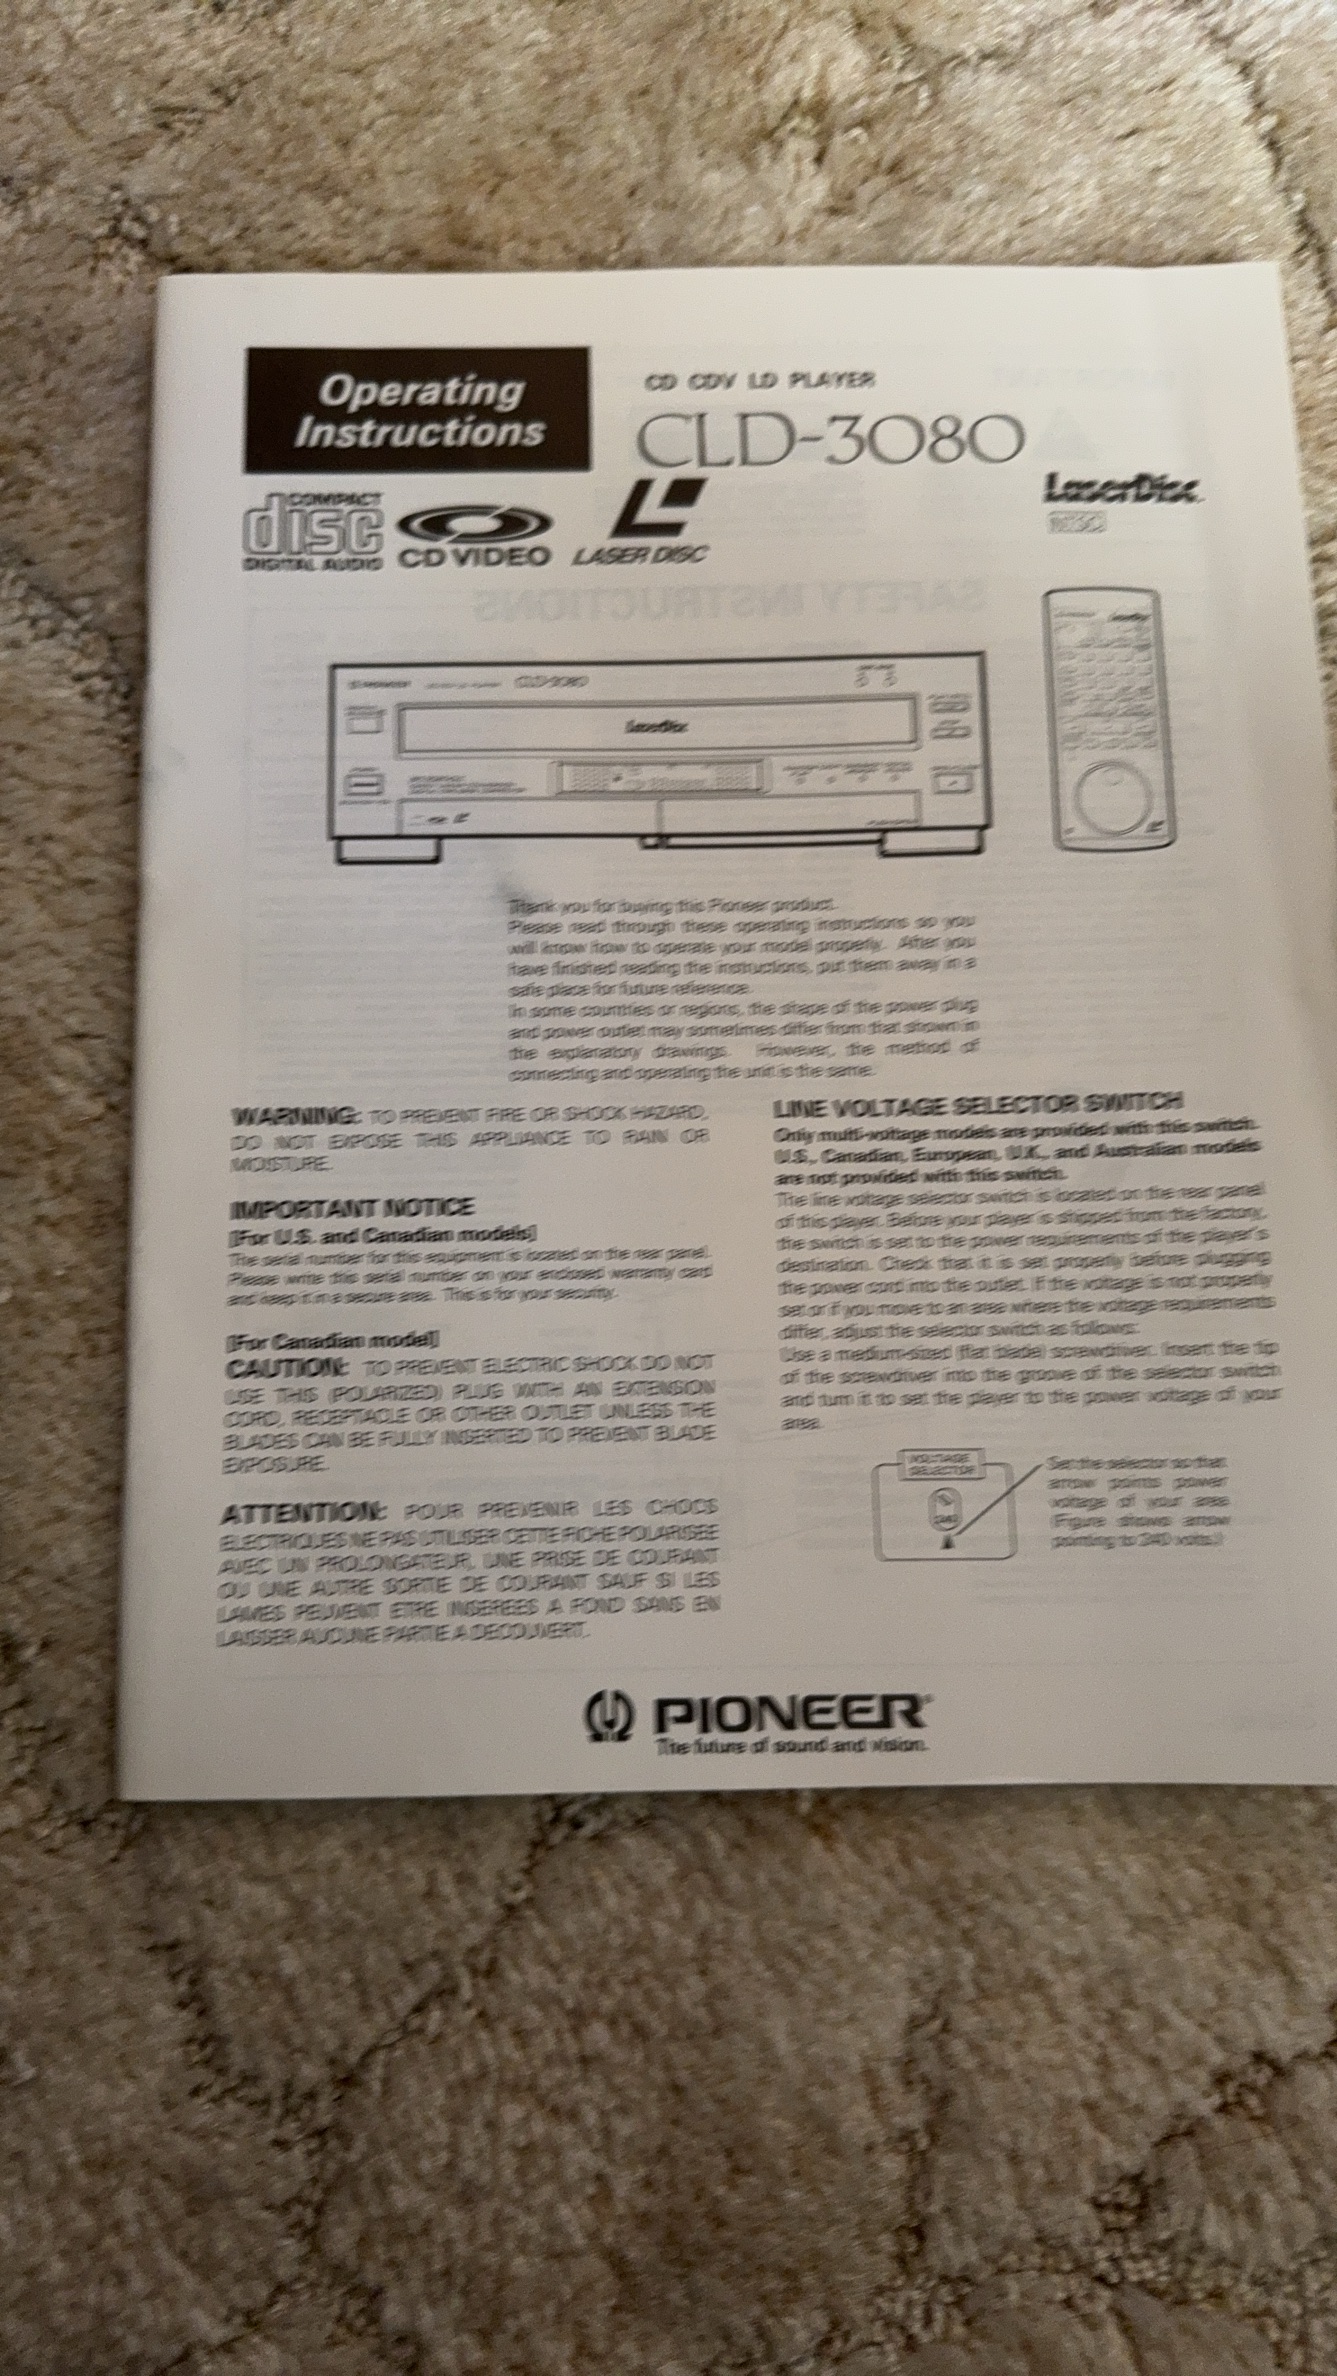 Operating
Instructions
CD CDV LD PLAYER
CLD-3080
LaserDisc
NTSC
COMPACT
disc
DIGITAL AUDIO
CD VIDEO
LASER DISC
PIONEER
CLD-3080
LaserDisc
Thank you for buying this Pioneer product.
Please read through these operating instructions so you
will know how to operate your model properly. After you
have finished reading the instructions, put them away in a
safe place for future reference.
In some countries or regions, the shape of the power plug
and power outlet may sometimes differ from that shown in
the explanatory drawings. However, the method of
connecting and operating the unit is the same.
WARNING: TO PREVENT FIRE OR SHOCK HAZARD,
DO NOT EXPOSE THIS APPLIANCE TO RAIN OR
MOISTURE.
IMPORTANT NOTICE
[For U.S. and Canadian models]
The serial number for this equipment is located on the rear panel.
Please write this serial number on your enclosed warranty card
and keep it in a secure area. This is for your security.
[For Canadian model]
CAUTION: TO PREVENT ELECTRIC SHOCK DO NOT
USE THIS (POLARIZED) PLUG WITH AN EXTENSION
CORD, RECEPTACLE OR OTHER OUTLET UNLESS THE
BLADES CAN BE FULLY INSERTED TO PREVENT BLADE
EXPOSURE.
ATTENTION: POUR PREVENIR LES CHOCS
ELECTRIQUES NE PAS UTILISER CETTE FICHE POLARISEE
AVEC UN PROLONGATEUR, UNE PRISE DE COURANT
OU UNE AUTRE SORTIE DE COURANT SAUF SI LES
LAMES PEUVENT ETRE INSEREES A FOND SANS EN
LAISSER AUCUNE PARTIE A DECOUVERT.
LINE VOLTAGE SELECTOR SWITCH
Only multi-voltage models are provided with this switch.
U.S., Canadian, European, U.K., and Australian models
are not provided with this switch.
The line voltage selector switch is located on the rear panel
of this player. Before your player is shipped from the factory,
the switch is set to the power requirements of the player's
destination. Check that it is set properly before plugging
the power cord into the outlet. If the voltage is not properly
set or if you move to an area where the voltage requirements
differ, adjust the selector switch as follows:
Use a medium-sized (flat blade) screwdriver. Insert the tip
of the screwdriver into the groove of the selector switch
and turn it to set the player to the power voltage of your
area.
VOLTAGE
SELECTOR
240
Set the selector so that
arrow points power
voltage of your area
(Figure shows arrow
pointing to 240 volts.)
PIONEER®
The future of sound and vision.